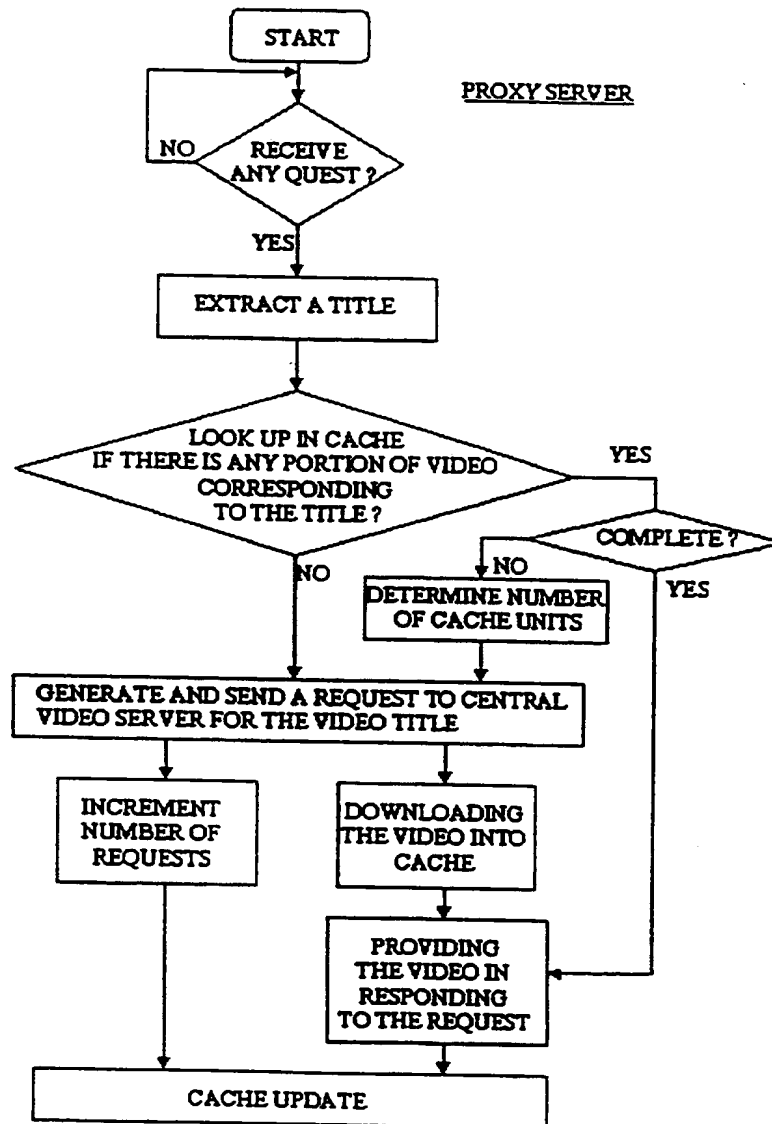 START
PROXY SERVER
NO
RECEIVE
ANY QUEST ?
YES
EXTRACT A TITLE
LOOK UP IN CACHE
IF THERE IS ANY PORTION OF VIDEO
CORRESPONDING
TO THE TITLE ?
YES
COMPLETE ?
NO
NO
YES
DETERMINE NUMBER
OF CACHE UNITS
GENERATE AND SEND A REQUEST TO CENTRAL
VIDEO SERVER FOR THE VIDEO TITLE
INCREMENT
NUMBER OF
REQUESTS
DOWNLOADING
THE VIDEO INTO
CACHE
PROVIDING
THE VIDEO IN
RESPONDING
TO THE REQUEST
CACHE UPDATE